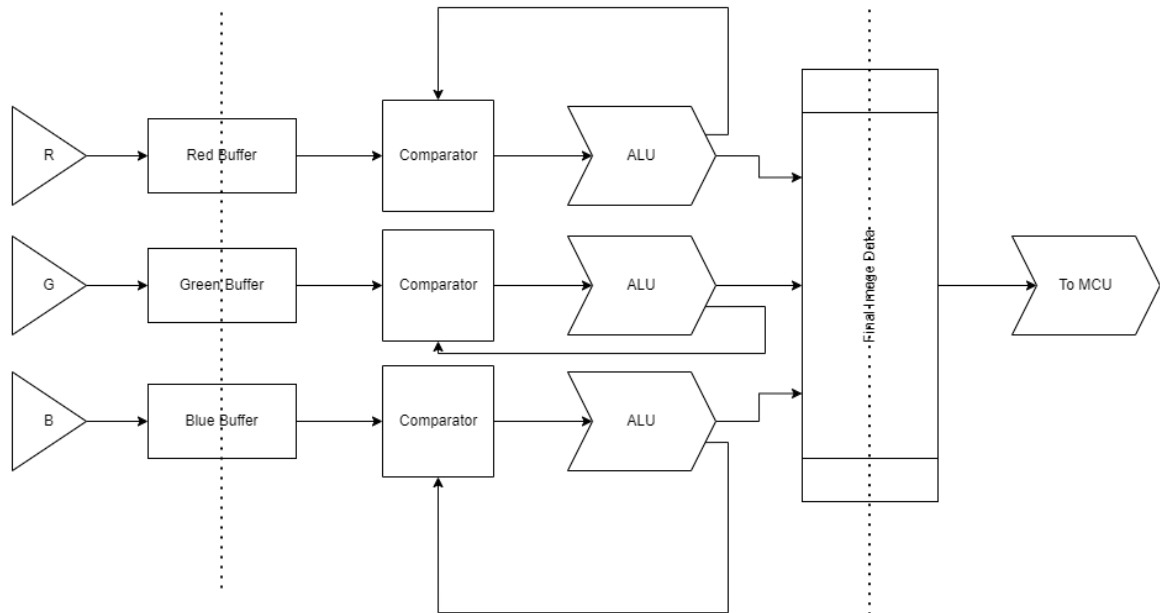 R
Red Buffer
Comparator
ALU
G
Green Buffer
Comparator
ALU
Final Image Data
To MCU
B
Blue Buffer
Comparator
ALU